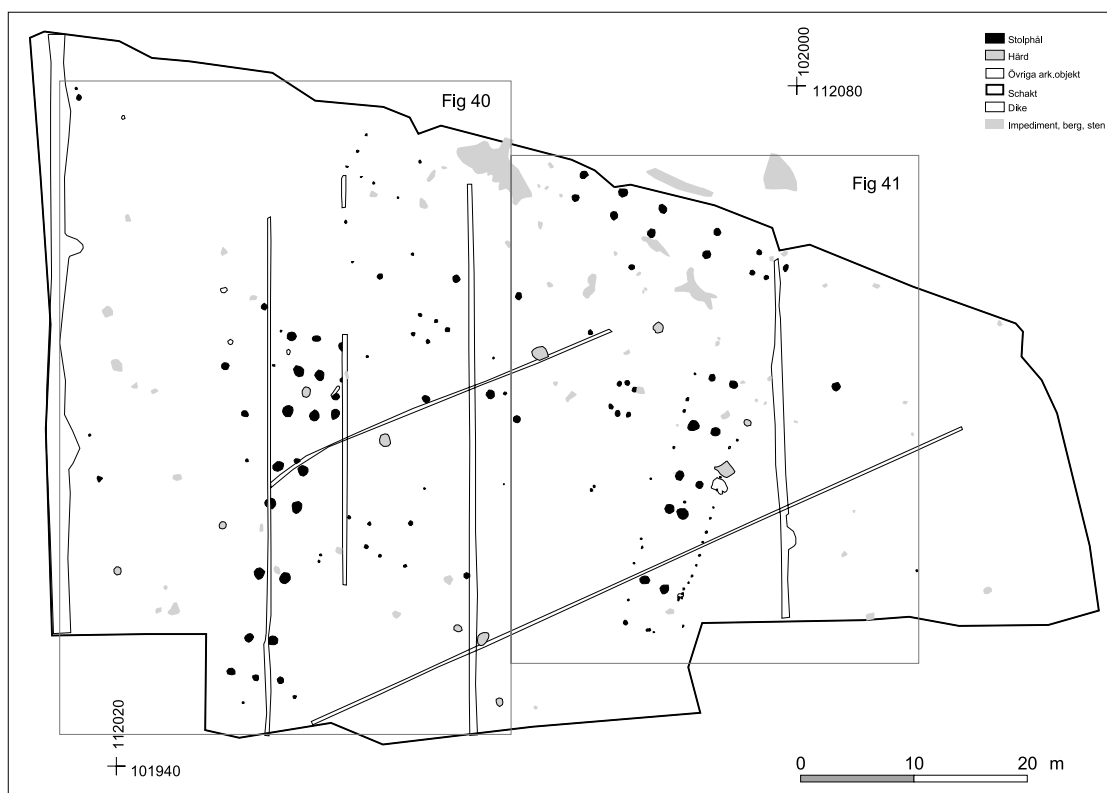 102000
112080
Stolphål
Härd
Övriga ark.objekt
Schakt
Dike
Impediment, berg, sten
Fig 40
Fig 41
112020
101940
0 10 20 m